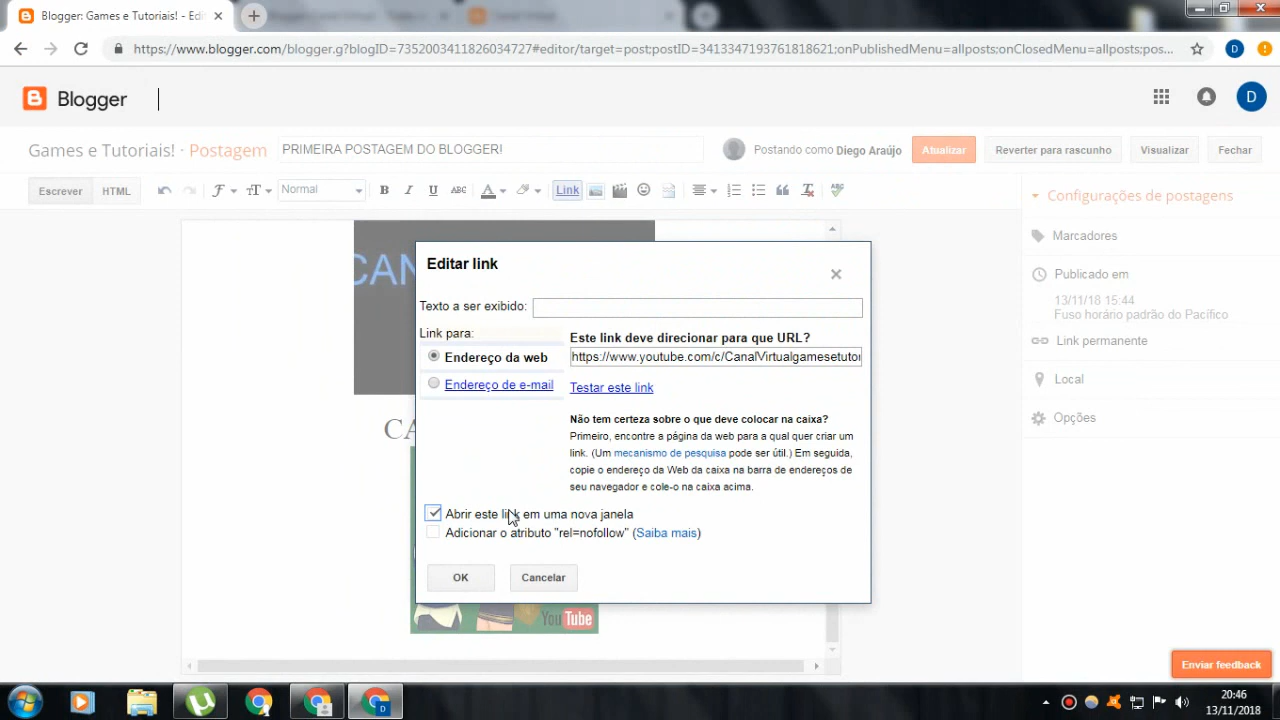 Blogger: Games e Tutoriais! - Edi
https://www.blogger.com/blogger.g?blogID=7352003411826034727#editor/target=post;postID=3413347193761818621;onPublishedMenu=allposts;onClosedMenu=allposts;pos...
D
Blogger
D
Games e Tutoriais! · Postagem
PRIMEIRA POSTAGEM DO BLOGGER!
Postando como Diego Araújo
Atualizar
Reverter para rascunho
Visualizar
Fechar
Escrever
HTML
Normal
B I U ABC A
Link
Configurações de postagens
Marcadores
Publicado em
13/11/18 15:44
Fuso horário padrão do Pacífico
Link permanente
Local
Opções
Editar link
Texto a ser exibido:
Link para:
Endereço da web
Endereço de e-mail
Este link deve direcionar para que URL?
https://www.youtube.com/c/CanalVirtualgamesetutor
Testar este link
Não tem certeza sobre o que deve colocar na caixa?
Primeiro, encontre a página da web para a qual quer criar um
link. (Um mecanismo de pesquisa pode ser útil.) Em seguida,
copie o endereço da Web da caixa na barra de endereços de
seu navegador e cole-o na caixa acima.
Abrir este link em uma nova janela
Adicionar o atributo "rel=nofollow" (Saiba mais)
OK
Cancelar
YouTube
Enviar feedback
20:46
13/11/2018